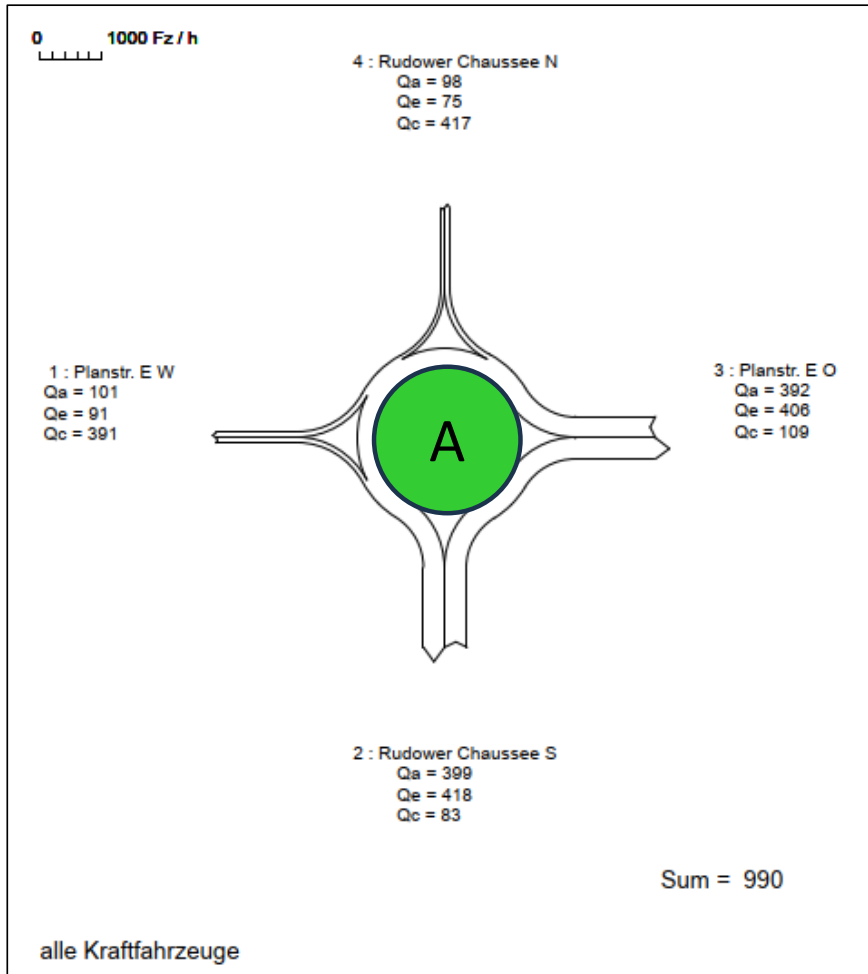 0 1000 Fz / h
4 : Rudower Chaussee N
Qa = 98
Qe = 75
Qc = 417
1 : Planstr. E W
Qa = 101
Qe = 91
Qc = 391
3 : Planstr. E O
Qa = 392
Qe = 406
Qc = 109
A
2 : Rudower Chaussee S
Qa = 399
Qe = 418
Qc = 83
Sum = 990
alle Kraftfahrzeuge